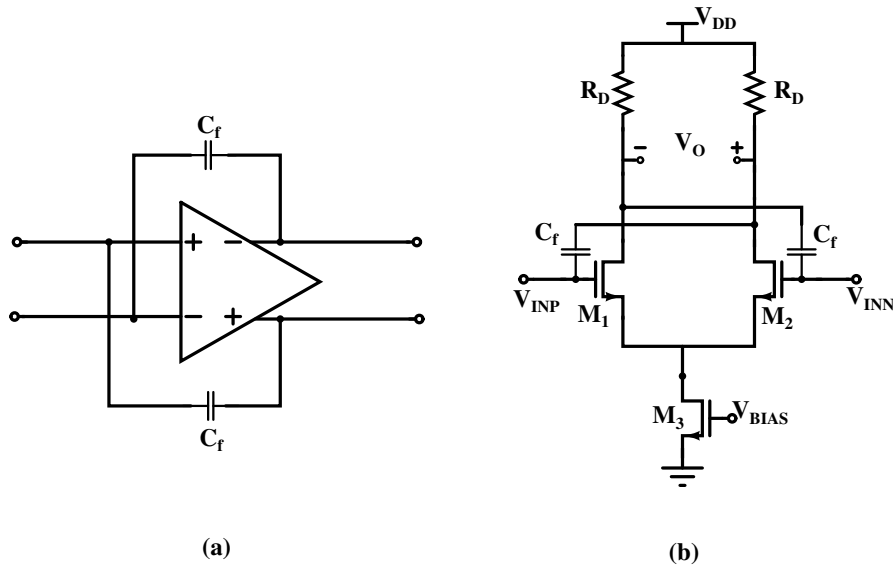 V_DD
R_D
R_D
C_f
- V_O +
+ -
C_f
C_f
- +
V_INP
V_INN
M_1
M_2
C_f
M_3
V_BIAS
(a)
(b)